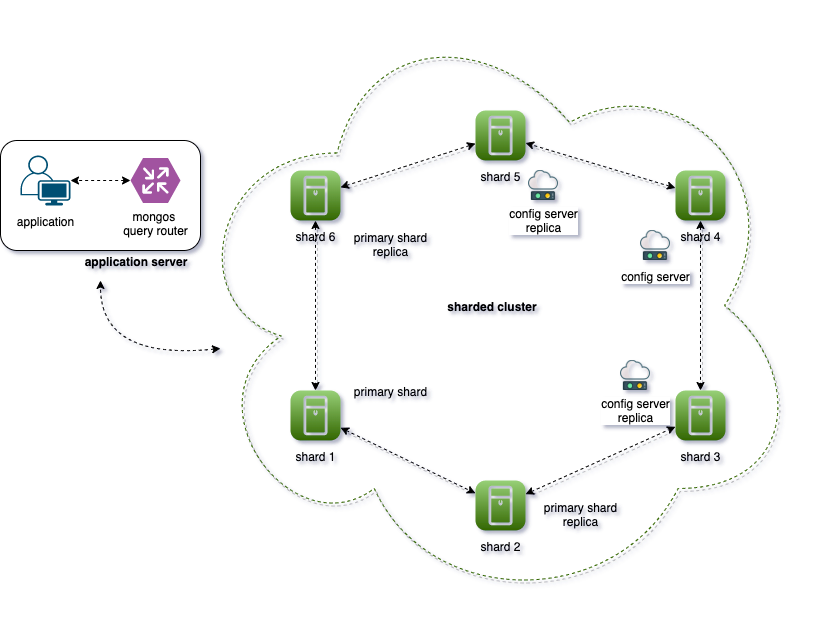 application
mongos
query router
application server
shard 5
config server
replica
shard 6
primary shard
replica
shard 4
config server
sharded cluster
primary shard
shard 1
config server
replica
shard 3
primary shard
replica
shard 2